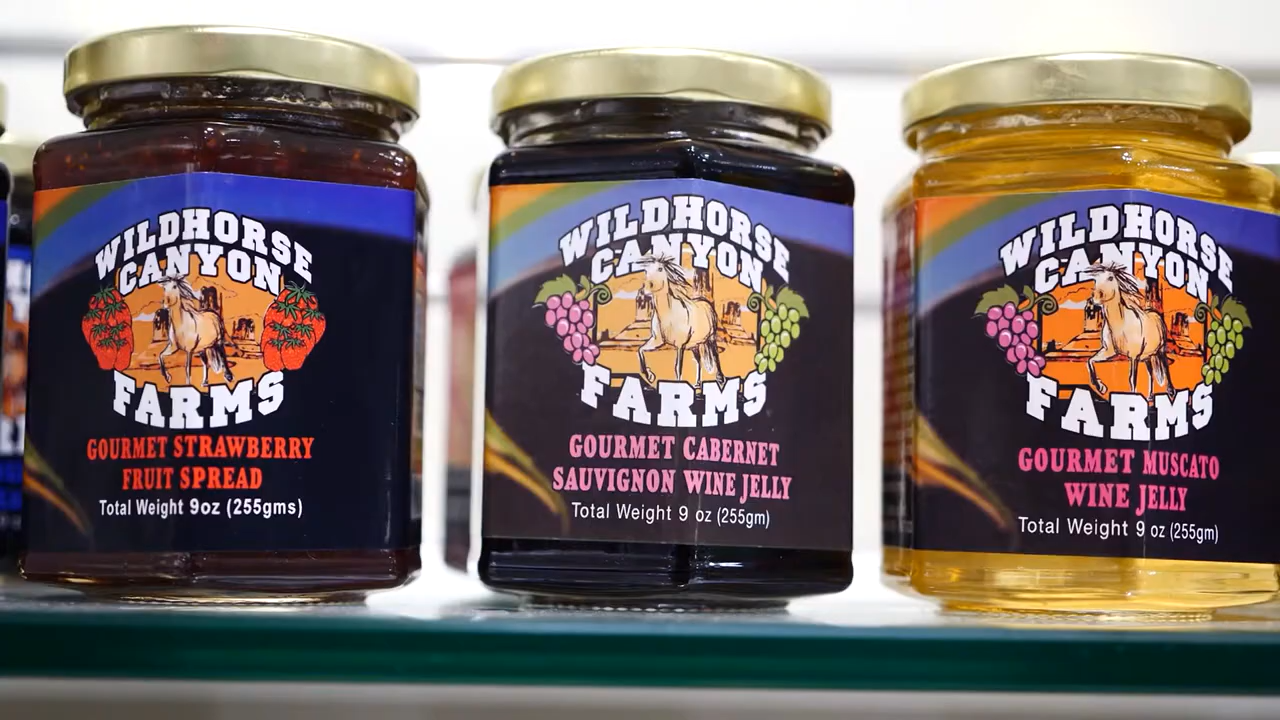 WILDHORSE
CANYON
FARMS
GOURMET STRAWBERRY
FRUIT SPREAD
Total Weight 9oz (255gms)
WILDHORSE
CANYON
FARMS
GOURMET CABERNET
SAUVIGNON WINE JELLY
Total Weight 9 oz (255gm)
WILDHORSE
CANYON
FARMS
GOURMET MUSCATO
WINE JELLY
Total Weight 9 oz (255gm)